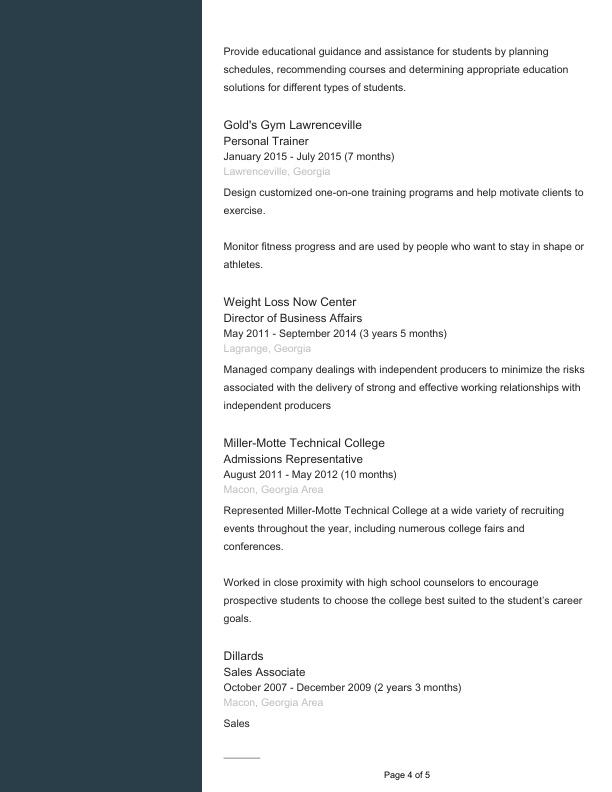 Provide educational guidance and assistance for students by planning
schedules, recommending courses and determining appropriate education
solutions for different types of students.
Gold's Gym Lawrenceville
Personal Trainer
January 2015 - July 2015 (7 months)
Lawrenceville, Georgia
Design customized one-on-one training programs and help motivate clients to
exercise.
Monitor fitness progress and are used by people who want to stay in shape or
athletes.
Weight Loss Now Center
Director of Business Affairs
May 2011 - September 2014 (3 years 5 months)
Lagrange, Georgia
Managed company dealings with independent producers to minimize the risks
associated with the delivery of strong and effective working relationships with
independent producers
Miller-Motte Technical College
Admissions Representative
August 2011 - May 2012 (10 months)
Macon, Georgia Area
Represented Miller-Motte Technical College at a wide variety of recruiting
events throughout the year, including numerous college fairs and
conferences.
Worked in close proximity with high school counselors to encourage
prospective students to choose the college best suited to the student’s career
goals.
Dillards
Sales Associate
October 2007 - December 2009 (2 years 3 months)
Macon, Georgia Area
Sales
Page 4 of 5